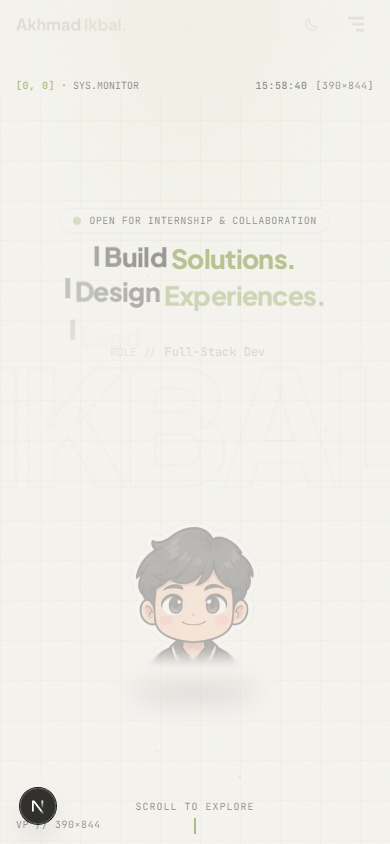 Akhmad Ikbal.
[0, 0] · SYS.MONITOR
15:58:40 [390×844]
OPEN FOR INTERNSHIP & COLLABORATION
I Build Solutions.
I Design Experiences.
I
ROLE // Full-Stack Dev
IKBAL
SCROLL TO EXPLORE
N
VP // 390×844